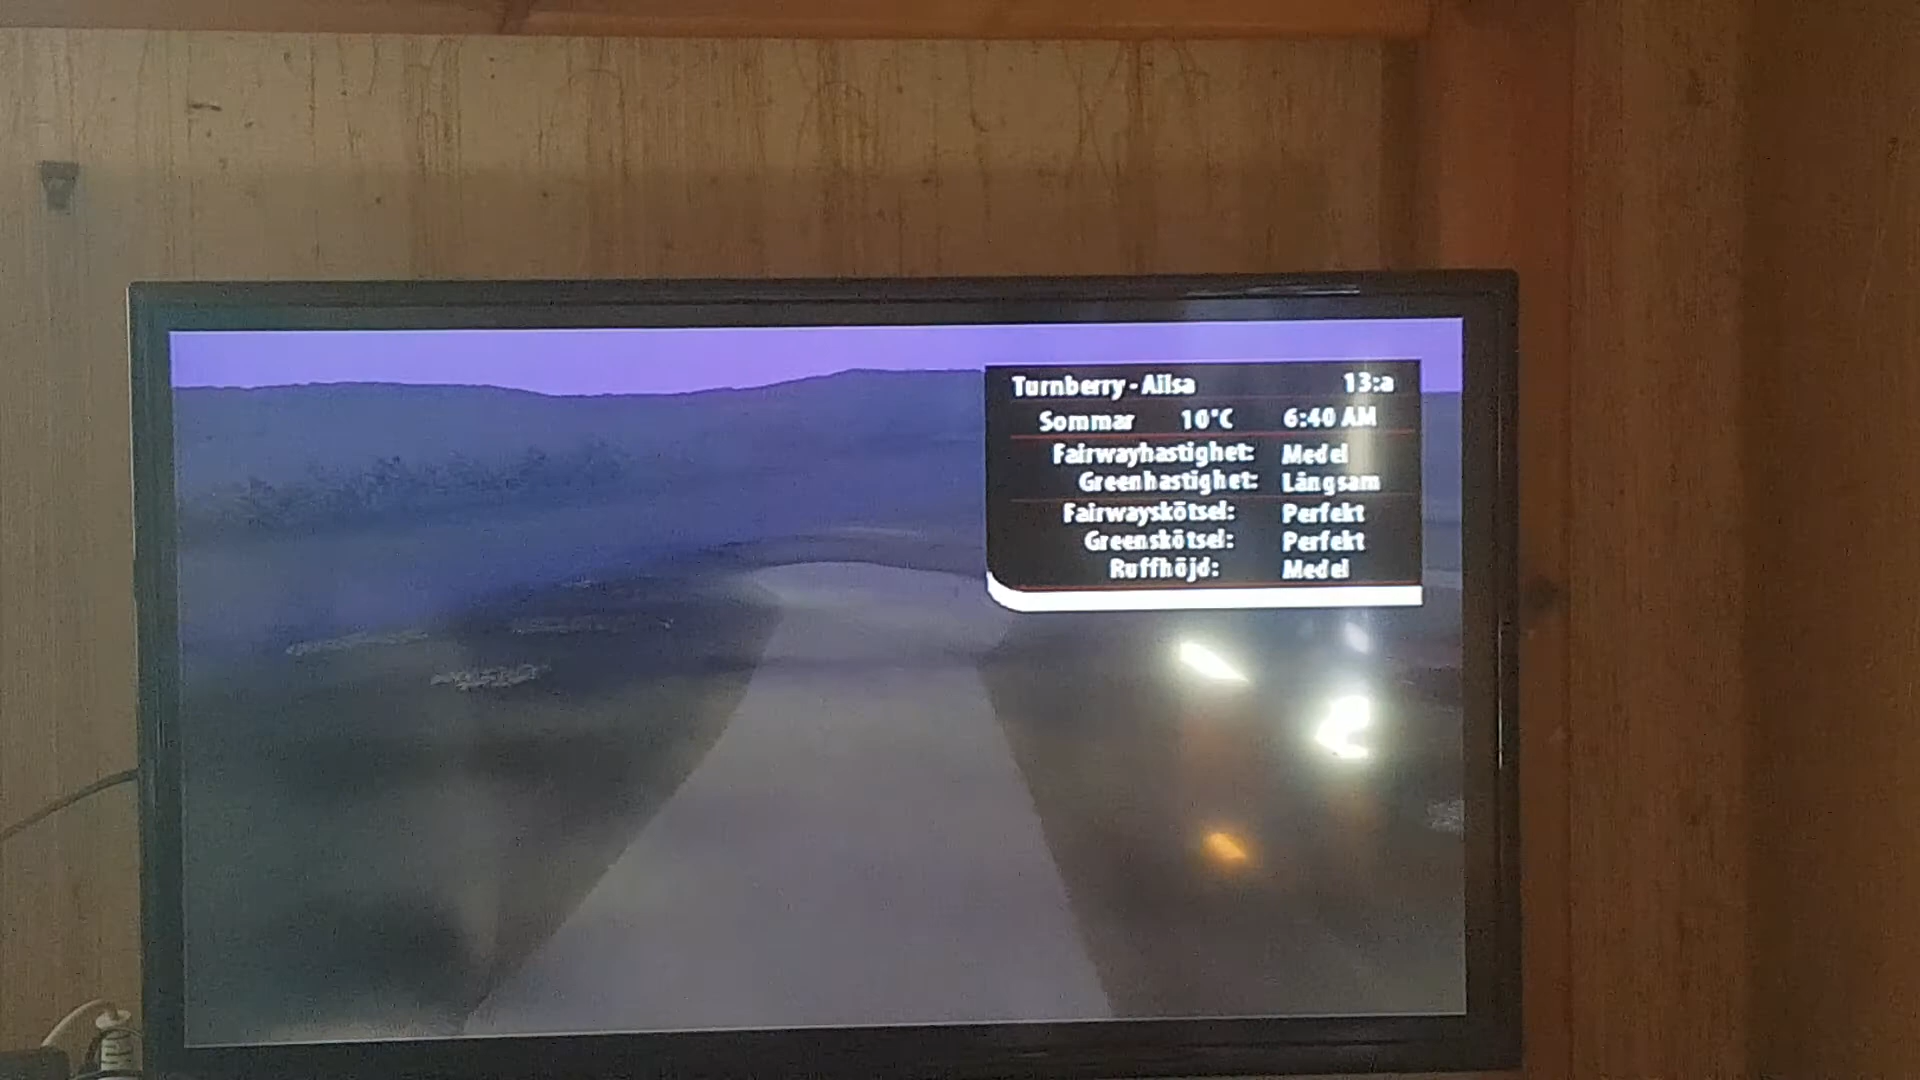 Turnberry - Ailsa 13:a
Sommar 10°C 6:40 AM
Fairwayhastighet: Medel
Greenhastighet: Långsam
Fairwayskötsel: Perfekt
Greenskötsel: Perfekt
Ruffhöjd: Medel